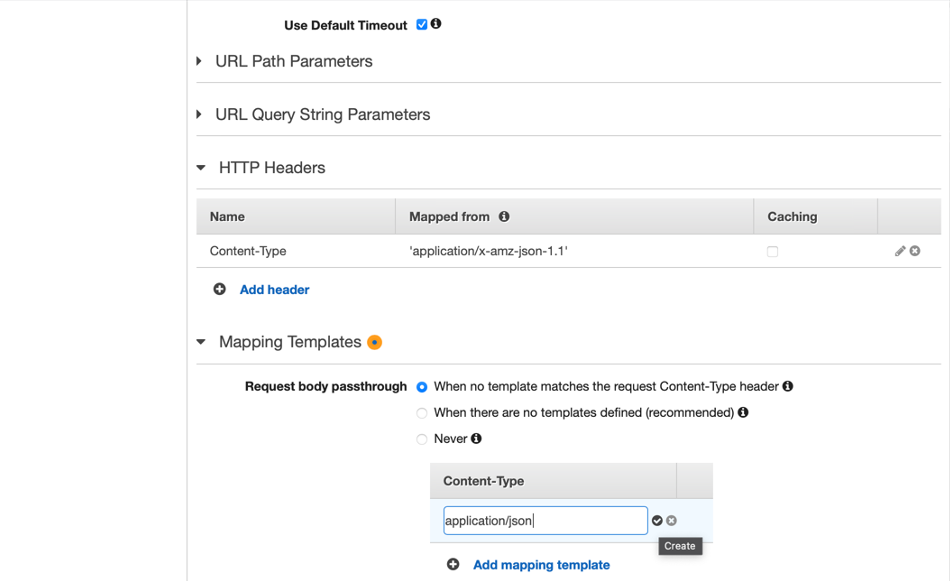 Use Default Timeout
URL Path Parameters
URL Query String Parameters
HTTP Headers
Name Mapped from Caching
Content-Type 'application/x-amz-json-1.1'
Add header
Mapping Templates
Request body passthrough When no template matches the request Content-Type header
When there are no templates defined (recommended)
Never
Content-Type
application/json
Create
Add mapping template